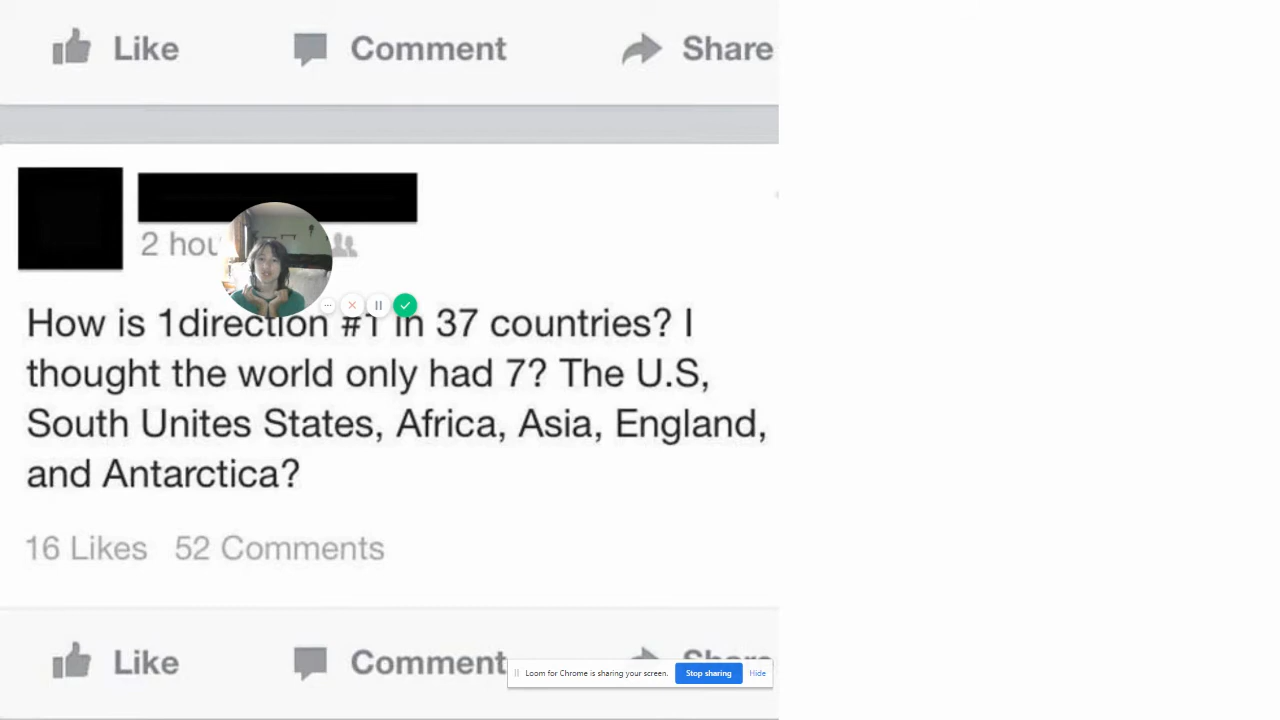 Like Comment Share
2
How is 1direction #1 in 37 countries? I
thought the world only had 7? The U.S,
South Unites States, Africa, Asia, England,
and Antarctica?
16 Likes 52 Comments
Like Comment
Loom for Chrome is sharing your screen. Stop sharing Hide